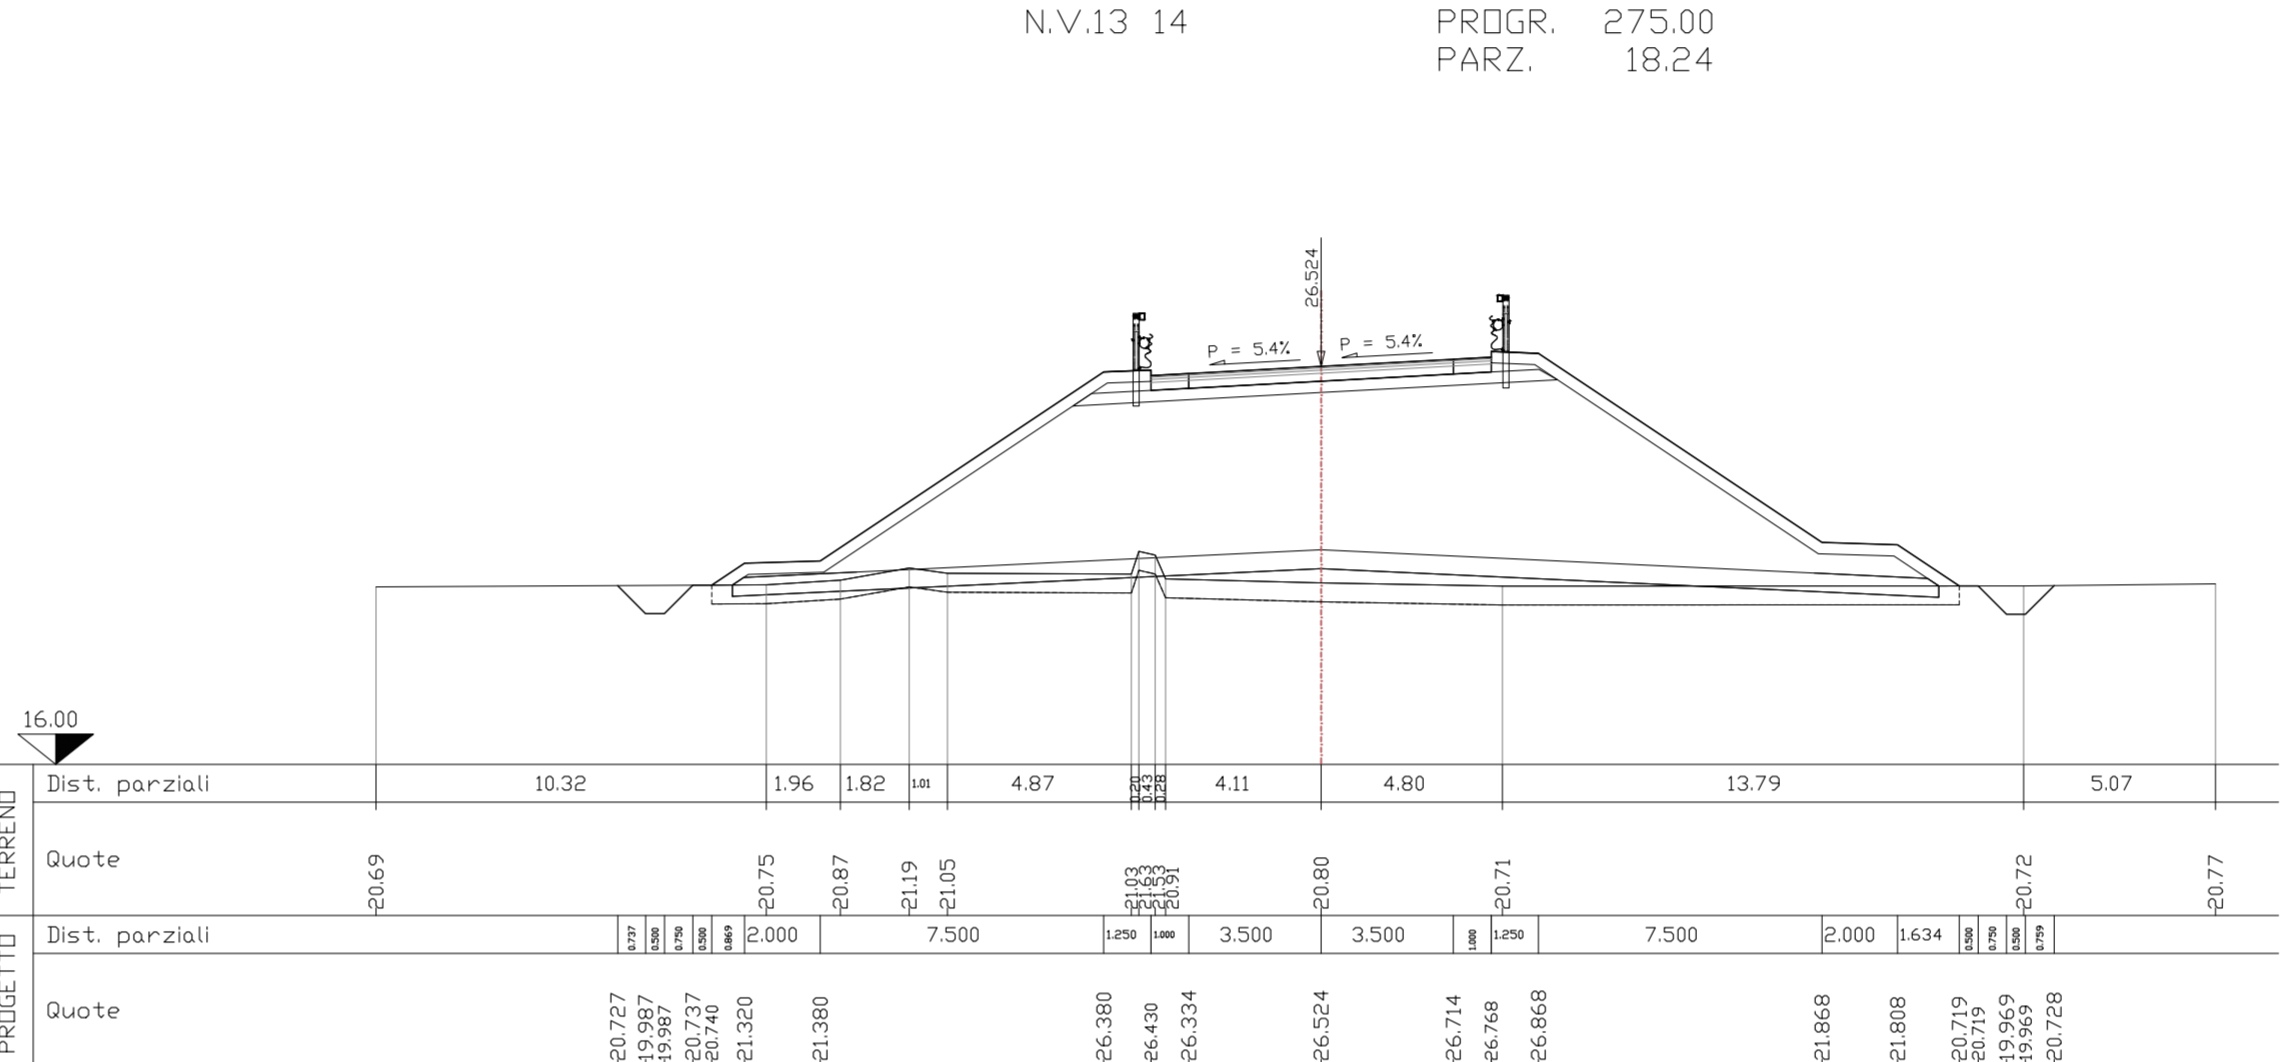 N.V.13 14 PROGR. 275.00
PARZ. 18.24
26.524
P = 5.4% P = 5.4%
16.00
TERRENO
Dist. parziali 10.32 1.96 1.82 1.01 4.87 0.20 0.43 0.28 4.11 4.80 13.79 5.07
Quote 20.69 20.75 20.87 21.19 21.05 21.03 21.63 21.53 20.91 20.80 20.71 20.72 20.77
PROGETTO
Dist. parziali 0.737 0.500 0.750 0.500 0.869 2.000 7.500 1.250 1.000 3.500 3.500 1.000 1.250 7.500 2.000 1.634 0.500 0.750 0.500 0.759
Quote 20.727 19.987 19.987 20.737 20.740 21.320 21.380 26.380 26.430 26.334 26.524 26.714 26.768 26.868 21.868 21.808 20.719 20.719 19.969 19.969 20.728